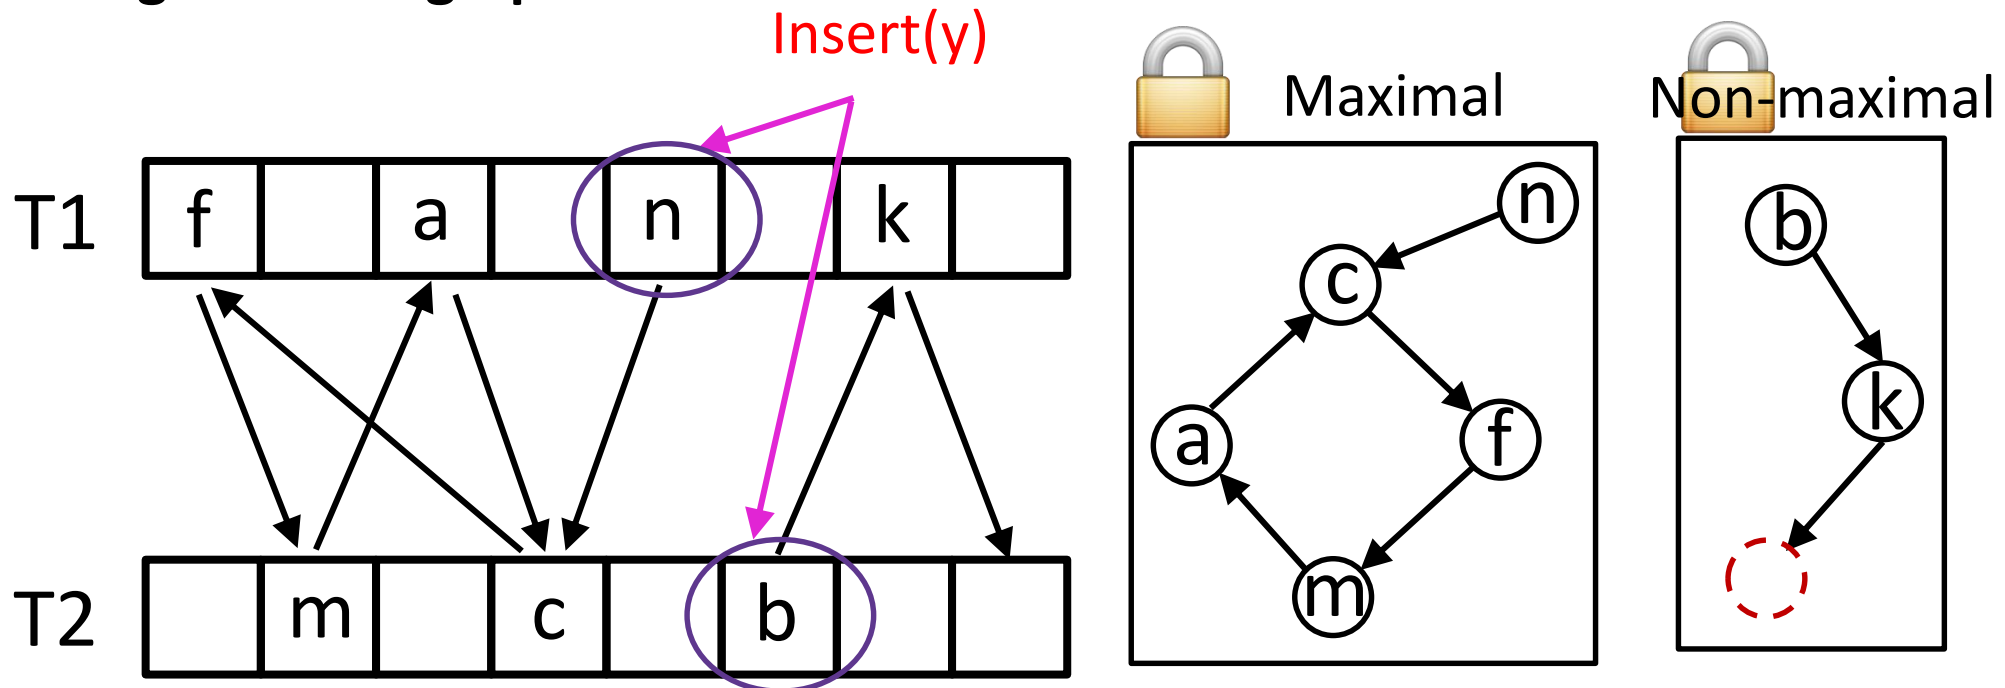 Insert(y)
Maximal
Non-maximal
T1
f a n k
T2
m c b
n
c
a
f
m
b
k